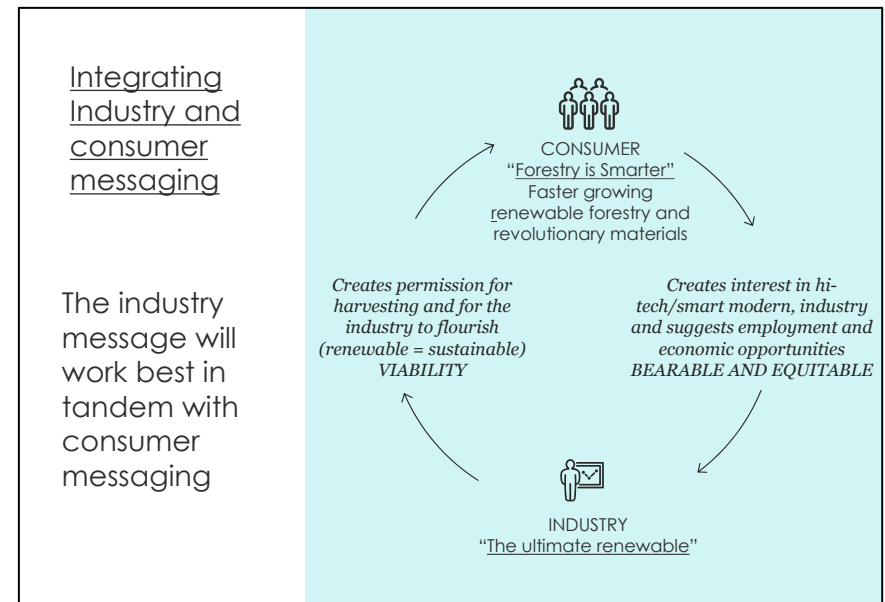 Integrating
Industry and
consumer
messaging
The industry
message will
work best in
tandem with
consumer
messaging
CONSUMER
“Forestry is Smarter”
Faster growing
renewable forestry and
revolutionary materials
Creates permission for
harvesting and for the
industry to flourish
(renewable = sustainable)
VIABILITY
Creates interest in hi-
tech/smart modern, industry
and suggests employment and
economic opportunities
BEARABLE AND EQUITABLE
INDUSTRY
“The ultimate renewable”